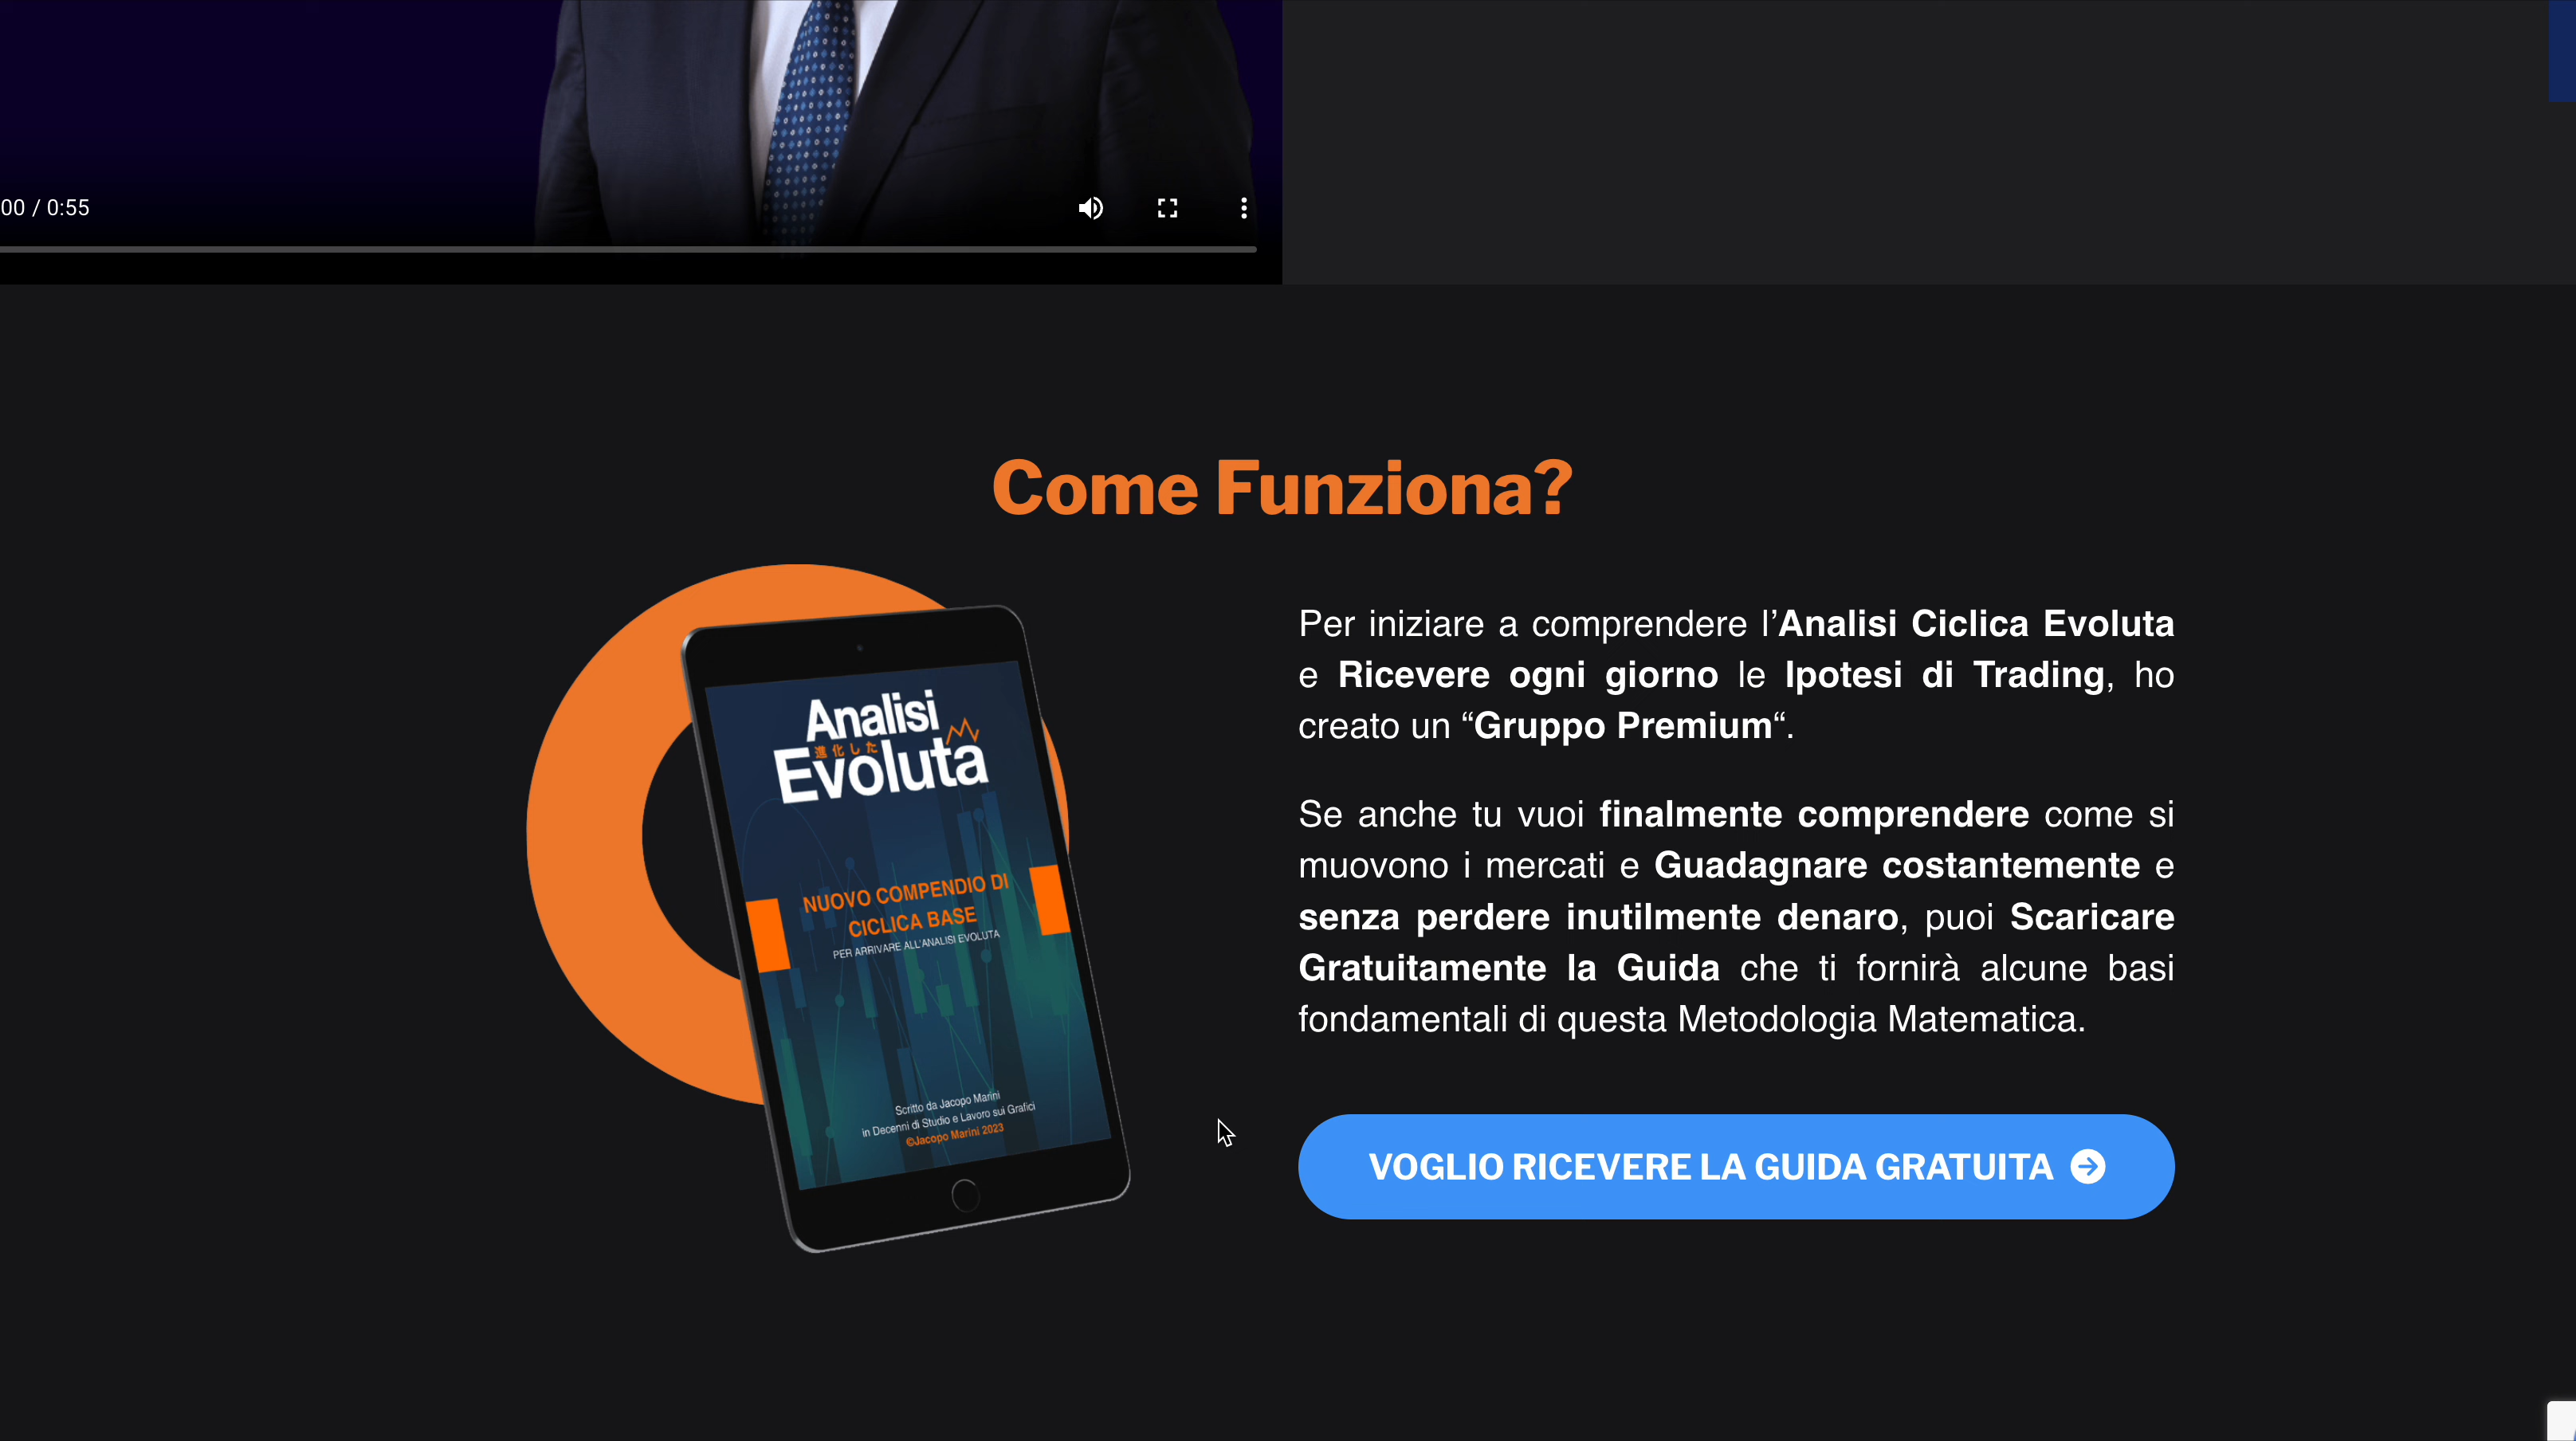 00 / 0:55
Come Funziona?
Analisi
進化した
Evoluta
NUOVO COMPENDIO DI
CICLICA BASE
PER ARRIVARE ALL'ANALISI EVOLUTA
Scritto da Jacopo Marini
in Decenni di Studio e Lavoro sui Grafici
©Jacopo Marini 2023
Per iniziare a comprendere l’Analisi Ciclica Evoluta
e Ricevere ogni giorno le Ipotesi di Trading, ho
creato un “Gruppo Premium“.
Se anche tu vuoi finalmente comprendere come si
muovono i mercati e Guadagnare costantemente e
senza perdere inutilmente denaro, puoi Scaricare
Gratuitamente la Guida che ti fornirà alcune basi
fondamentali di questa Metodologia Matematica.
VOGLIO RICEVERE LA GUIDA GRATUITA